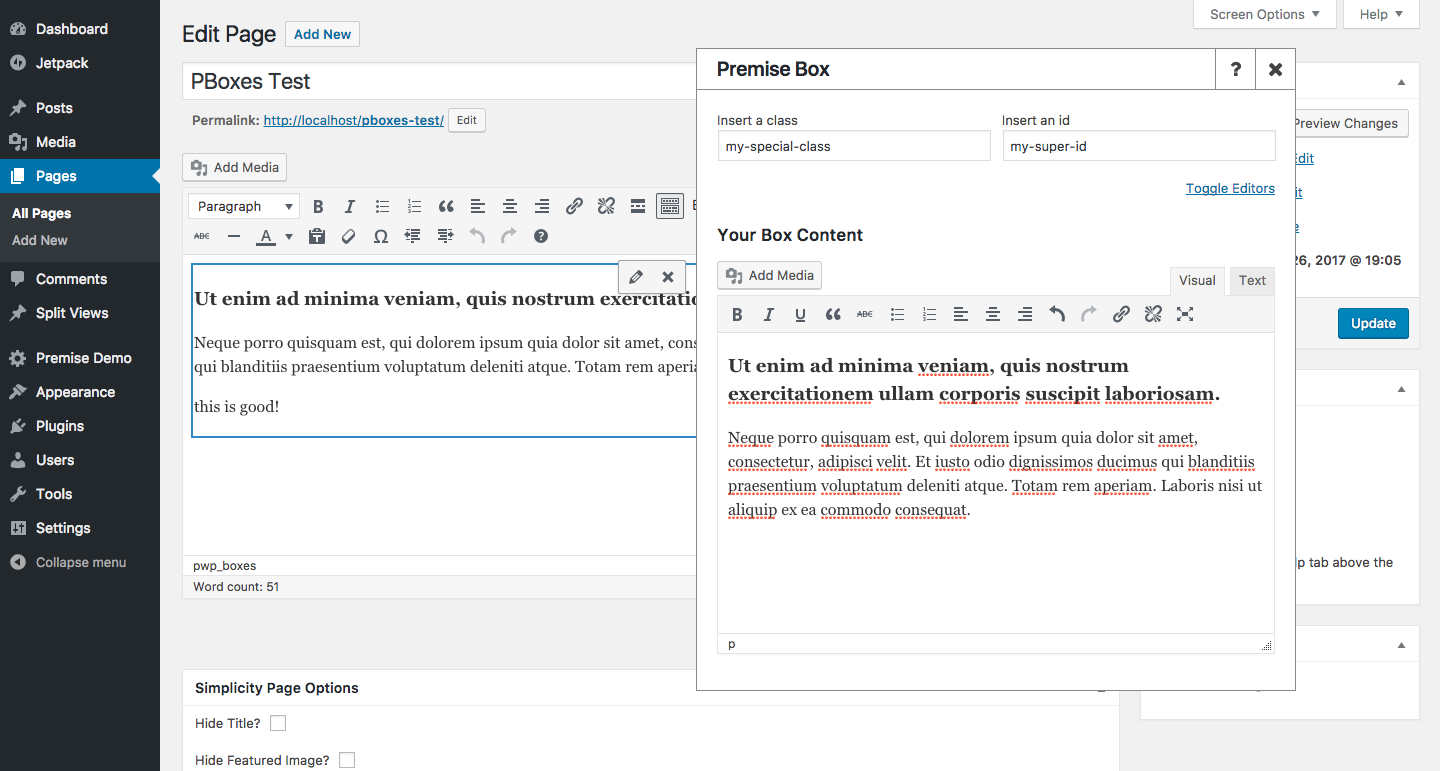 Dashboard
Jetpack
Posts
Media
Pages
All Pages
Add New
Comments
Split Views
Premise Demo
Appearance
Plugins
Users
Tools
Settings
Collapse menu
Screen Options
Help
Edit Page
Add New
PBoxes Test
Permalink: http://localhost/pboxes-test/ Edit
Add Media
Paragraph
Ut enim ad minima veniam, quis nostrum
Neque porro quisquam est, qui dolorem ipsum quia dolor sit amet,
qui blanditiis praesentium voluptatum deleniti atque. Totam rem
this is good!
pwp_boxes
Word count: 51
Simplicity Page Options
Hide Title?
Hide Featured Image?
Premise Box
?
Insert a class
my-special-class
Insert an id
my-super-id
Toggle Editors
Your Box Content
Add Media
Visual
Text
B I U ABC
Ut enim ad minima veniam, quis nostrum
exercitationem ullam corporis suscipit laboriosam.
Neque porro quisquam est, qui dolorem ipsum quia dolor sit amet,
consectetur, adipisci velit. Et iusto odio dignissimos ducimus qui blanditiis
praesentium voluptatum deleniti atque. Totam rem aperiam. Laboris nisi ut
aliquip ex ea commodo consequat.
p
Preview Changes
26, 2017 @ 19:05
Update
tab above the